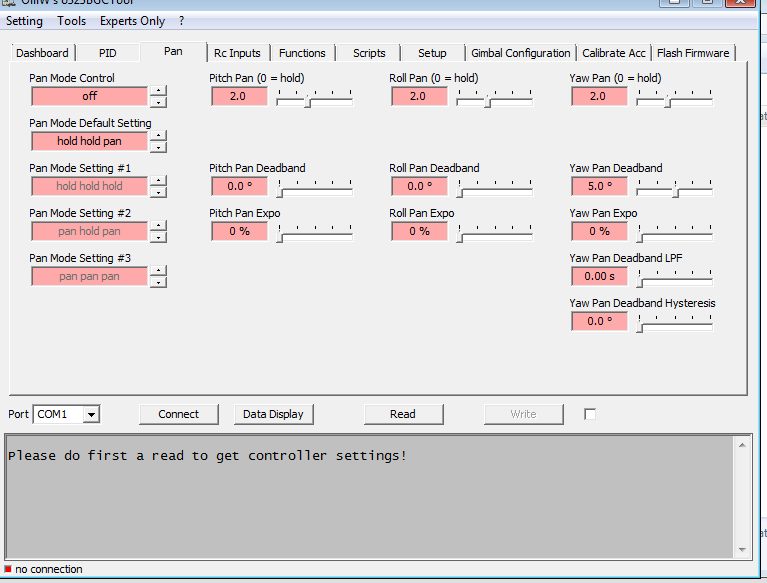 OlliW's o323BGCTool
Setting Tools Experts Only ?
Dashboard PID Pan Rc Inputs Functions Scripts Setup Gimbal Configuration Calibrate Acc Flash Firmware
Pan Mode Control Pitch Pan (0 = hold) Roll Pan (0 = hold) Yaw Pan (0 = hold)
off 2.0 2.0 2.0
Pan Mode Default Setting
hold hold pan
Pan Mode Setting #1 Pitch Pan Deadband Roll Pan Deadband Yaw Pan Deadband
hold hold hold 0.0 ° 0.0 ° 5.0 °
Pan Mode Setting #2 Pitch Pan Expo Roll Pan Expo Yaw Pan Expo
pan hold pan 0 % 0 % 0 %
Pan Mode Setting #3 Yaw Pan Deadband LPF
pan pan pan 0.00 s
Yaw Pan Deadband Hysteresis
0.0 °
Port COM1 Connect Data Display Read Write
Please do first a read to get controller settings!
no connection